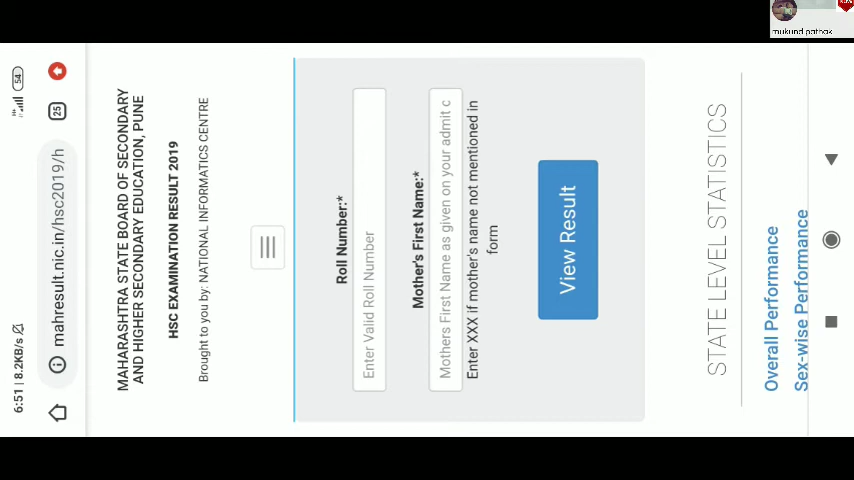 mukund pathak
6:51 | 8.2KB/s
54
mahresult.nic.in/hsc2019/h
25
MAHARASHTRA STATE BOARD OF SECONDARY
AND HIGHER SECONDARY EDUCATION, PUNE
HSC EXAMINATION RESULT 2019
Brought to you by: NATIONAL INFORMATICS CENTRE
Roll Number:*
Enter Valid Roll Number
Mother's First Name:*
Mothers First Name as given on your admit c
Enter XXX if mother's name not mentioned in
form
View Result
STATE LEVEL STATISTICS
Overall Performance
Sex-wise Performance